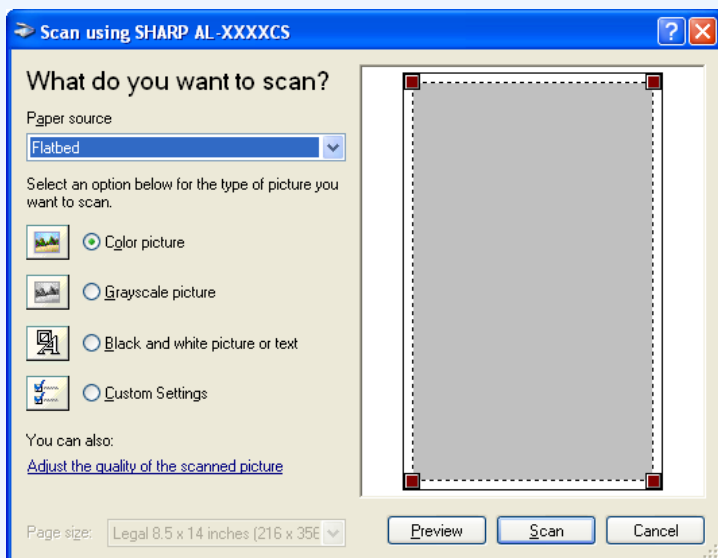 Scan using SHARP AL-XXXXCS
What do you want to scan?
Paper source
Flatbed
Select an option below for the type of picture you
want to scan.
Color picture
Grayscale picture
Black and white picture or text
Custom Settings
You can also:
Adjust the quality of the scanned picture
Page size: Legal 8.5 x 14 inches (216 x 356
Preview Scan Cancel